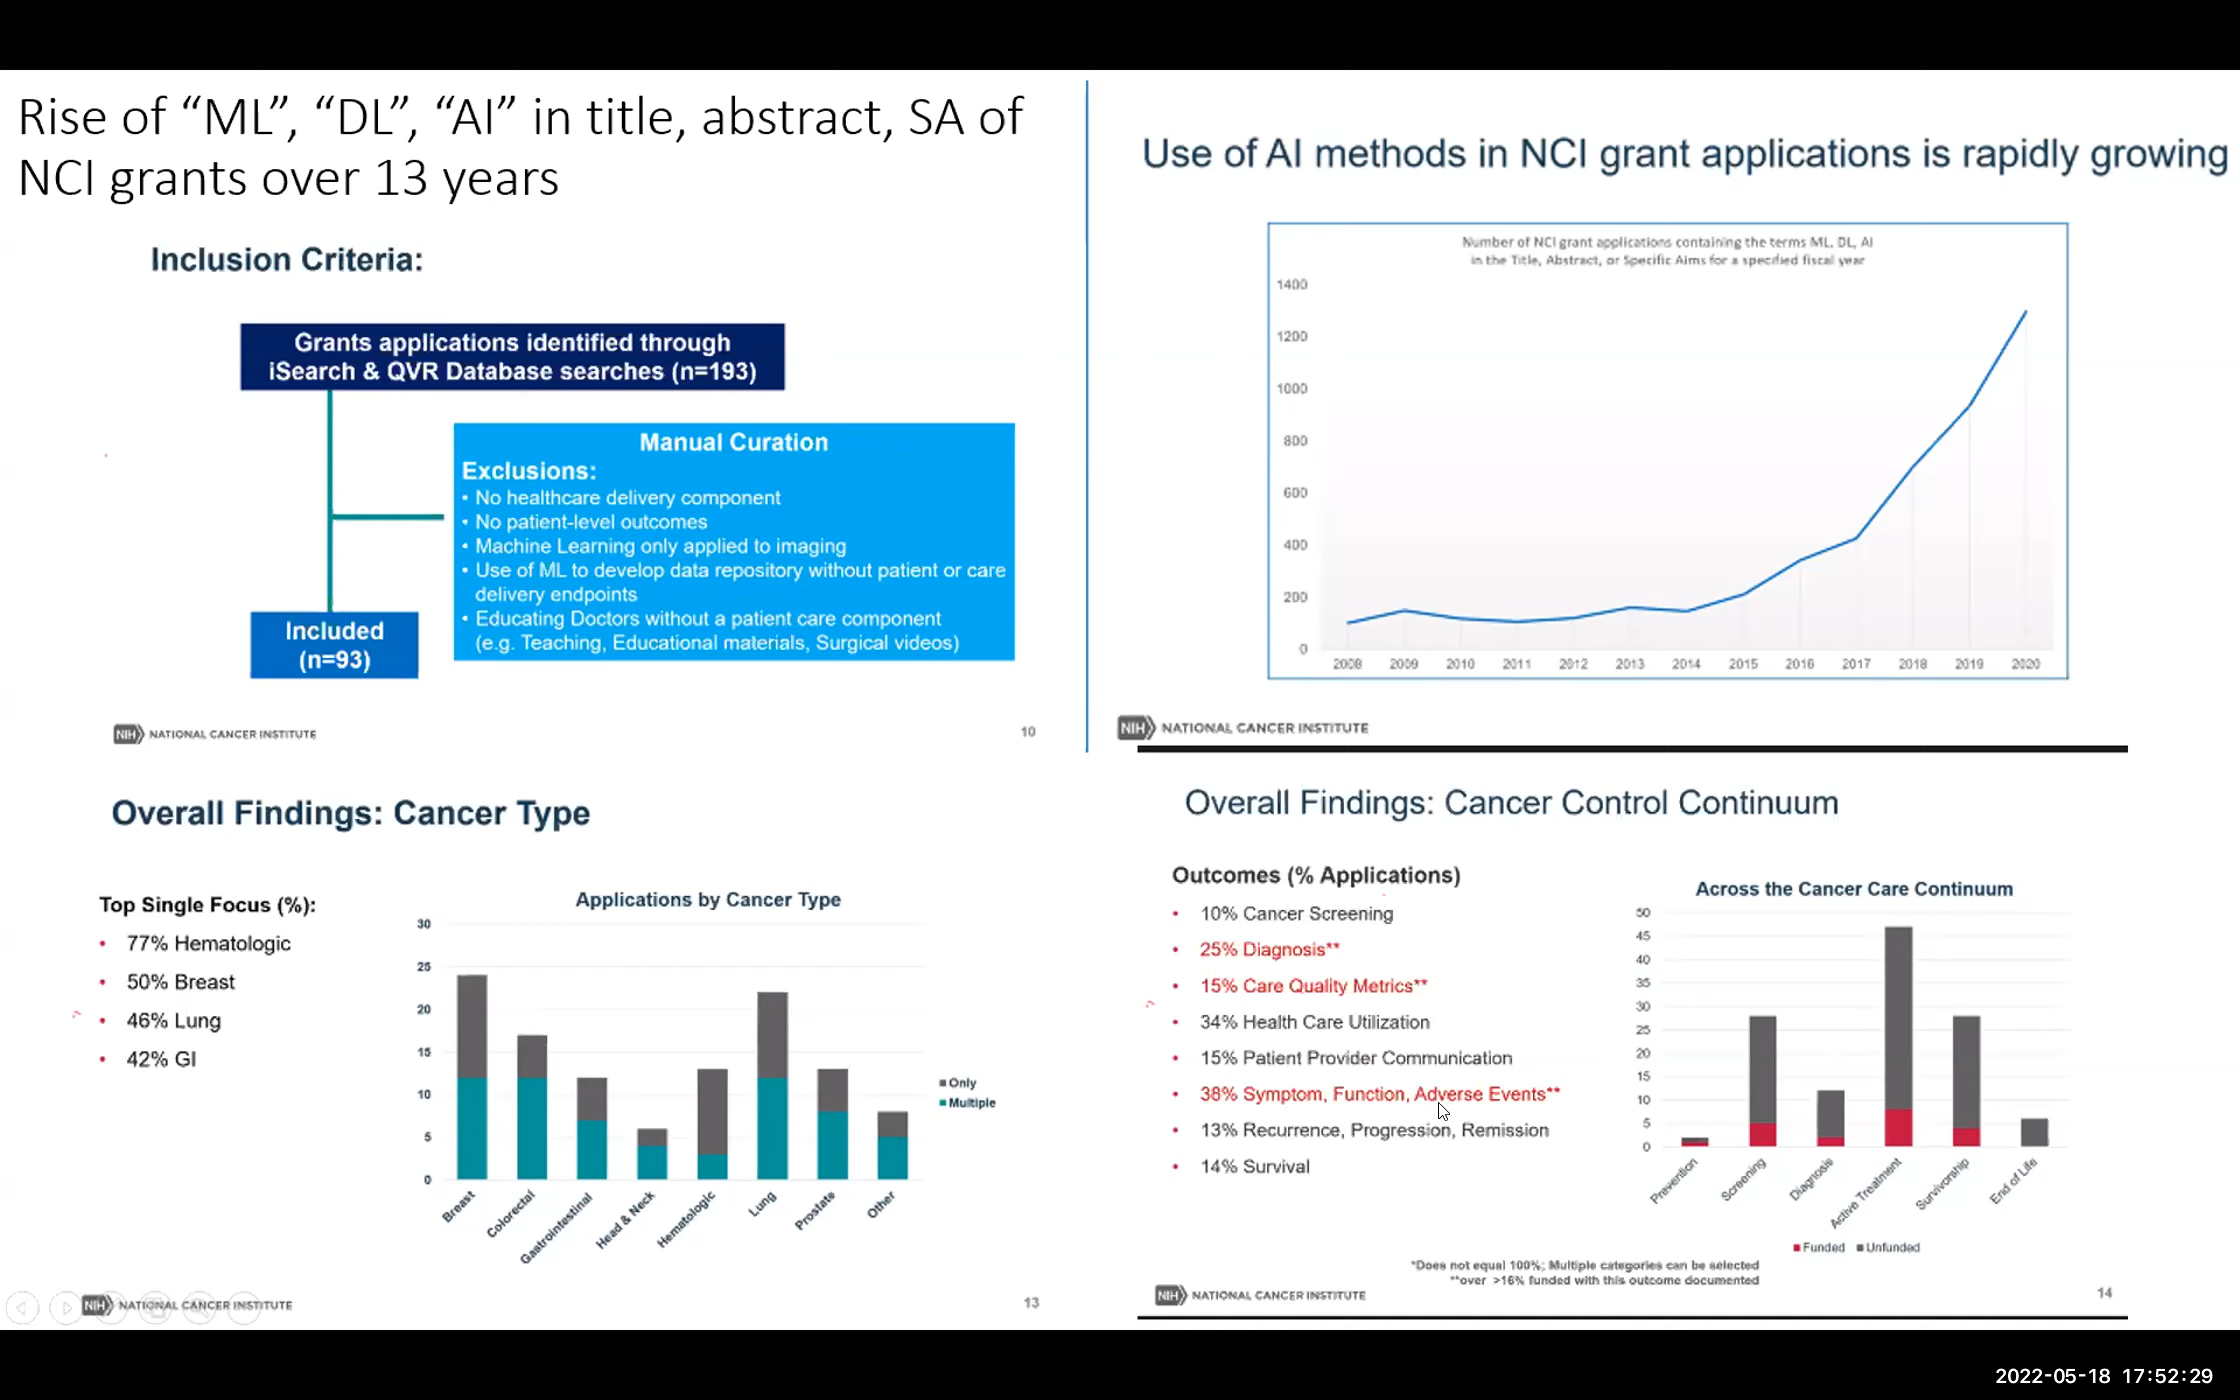 Rise of “ML”, “DL”, “AI” in title, abstract, SA of
NCI grants over 13 years
Inclusion Criteria:
Grants applications identified through
iSearch & QVR Database searches (n=193)
Manual Curation
Exclusions:
• No healthcare delivery component
• No patient-level outcomes
• Machine Learning only applied to imaging
• Use of ML to develop data repository without patient or care
delivery endpoints
• Educating Doctors without a patient care component
(e.g. Teaching, Educational materials, Surgical videos)
Included
(n=93)
NIH NATIONAL CANCER INSTITUTE
10
Use of AI methods in NCI grant applications is rapidly growing
Number of NCI grant applications containing the terms ML, DL, AI
in the Title, Abstract, or Specific Aims for a specified fiscal year
1400
1200
1000
800
600
400
200
0
2008 2009 2010 2011 2012 2013 2014 2015 2016 2017 2018 2019 2020
NIH NATIONAL CANCER INSTITUTE
Overall Findings: Cancer Type
Top Single Focus (%):
• 77% Hematologic
• 50% Breast
• 46% Lung
• 42% GI
Applications by Cancer Type
30
25
20
15
10
5
0
Breast Colorectal Gastrointestinal Head & Neck Hematologic Lung Prostate Other
Only
Multiple
NIH NATIONAL CANCER INSTITUTE
13
Overall Findings: Cancer Control Continuum
Outcomes (% Applications)
• 10% Cancer Screening
• 25% Diagnosis**
• 15% Care Quality Metrics**
• 34% Health Care Utilization
• 15% Patient Provider Communication
• 38% Symptom, Function, Adverse Events**
• 13% Recurrence, Progression, Remission
• 14% Survival
Across the Cancer Care Continuum
50
45
40
35
30
25
20
15
10
5
0
Prevention Screening Diagnosis Active Treatment Survivorship End of Life
Funded Unfunded
*Does not equal 100%; Multiple categories can be selected
**over >16% funded with this outcome documented
NIH NATIONAL CANCER INSTITUTE
14
2022-05-18 17:52:29